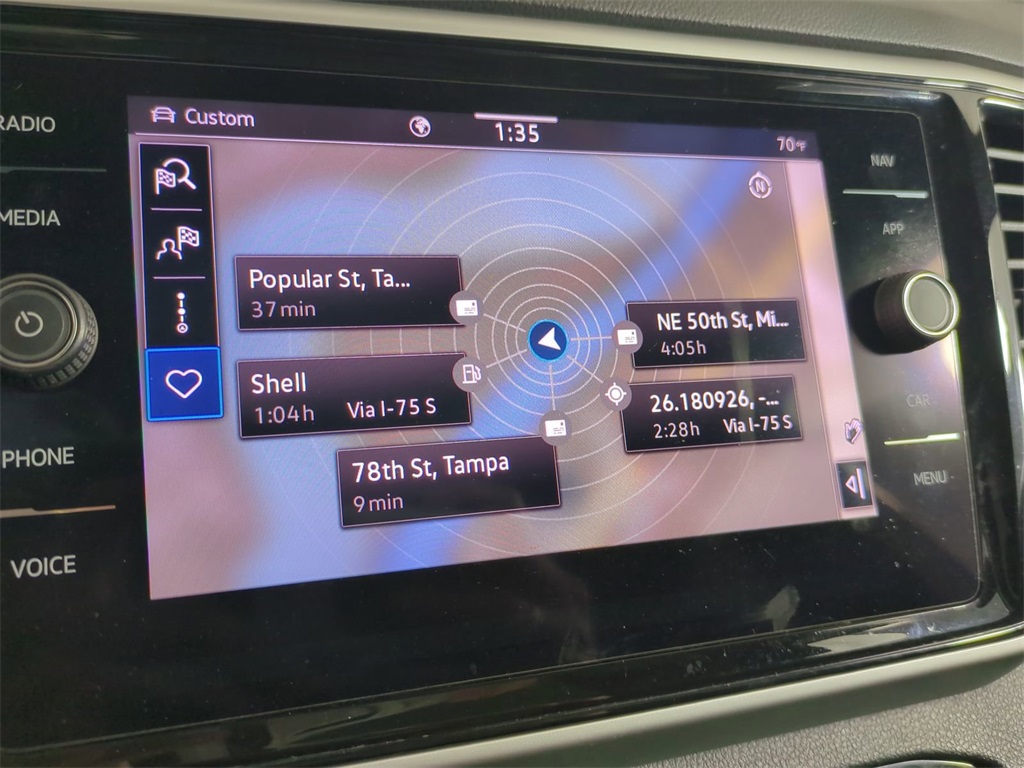 RADIO
MEDIA
PHONE
VOICE
Custom
1:35
70°F
N
Popular St, Ta...
37 min
Shell
1:04h Via I-75 S
78th St, Tampa
9 min
NE 50th St, Mi...
4:05h
26.180926, -...
2:28h Via I-75 S
NAV
APP
CAR
MENU